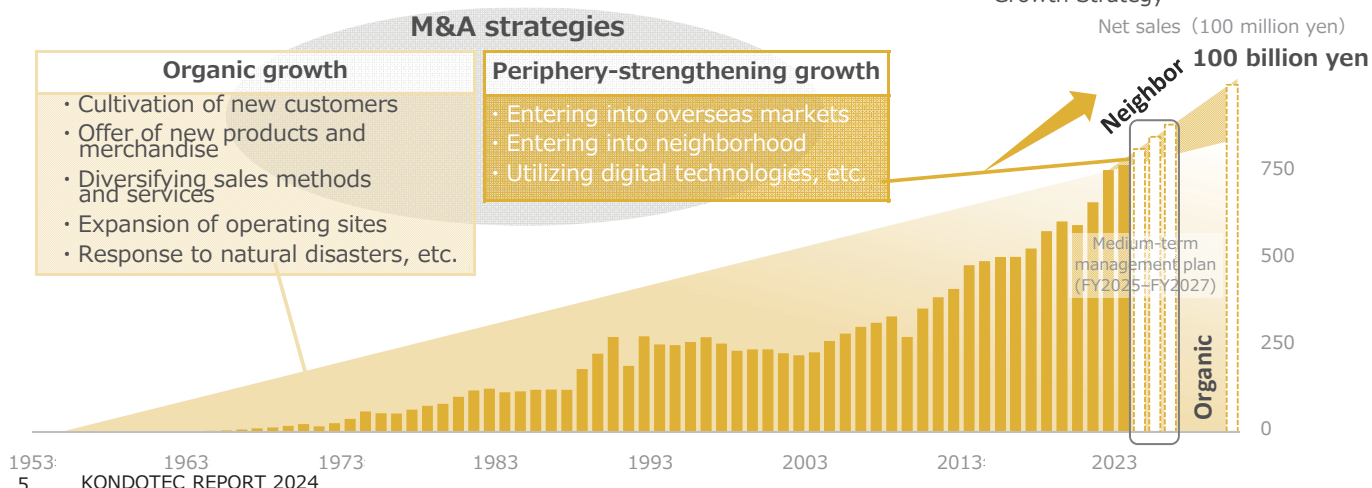 Growth Strategy
Net sales（100 million yen）
M&A strategies
100 billion yen
Organic growth
・Cultivation of new customers
・Offer of new products and
merchandise
・Diversifying sales methods
and services
・Expansion of operating sites
・Response to natural disasters, etc.
Periphery-strengthening growth
・Entering into overseas markets
・Entering into neighborhood
・Utilizing digital technologies, etc.
Neighbor
Medium-term
management plan
(FY2025–FY2027)
Organic
750
500
250
0
1953 1963 1973 1983 1993 2003 2013 2023
5 KONDOTEC REPORT 2024